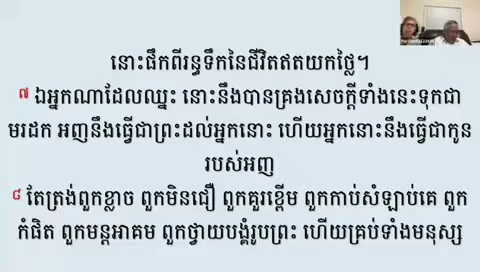 នោះផឹកពីរន្ធទឹកនៃជីវិតឥតយកថ្លៃ។
៧ ឯអ្នកណាដែលឈ្នះ នោះនឹងបានគ្រងសេចក្ដីទាំងនេះទុកជា
មរដក អញនឹងធ្វើជាព្រះដល់អ្នកនោះ ហើយអ្នកនោះនឹងធ្វើជាកូន
របស់អញ
៨ តែត្រង់ពួកខ្លាច ពួកមិនជឿ ពួកគួរខ្ពើម ពួកកាប់សំឡាប់គេ ពួក
កំផិត ពួកមន្តអាគម ពួកថ្វាយបង្គំរូបព្រះ ហើយគ្រប់ទាំងមនុស្ស